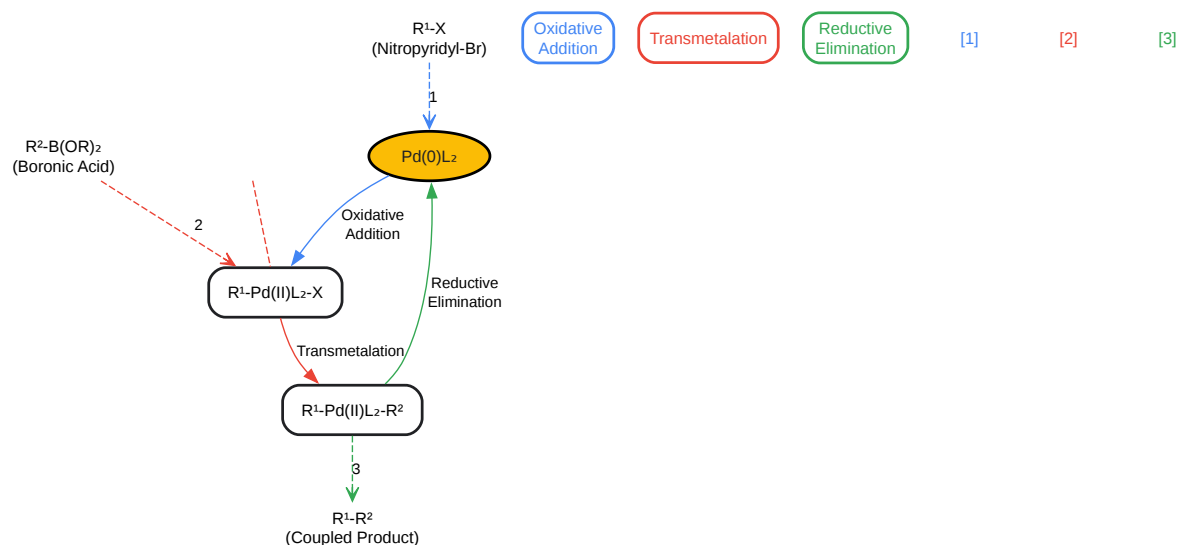 R¹-X
(Nitropyridyl-Br)
Oxidative
Addition
Transmetalation
Reductive
Elimination
[1]
[2]
[3]
1
R²-B(OR)₂
(Boronic Acid)
Pd(0)L₂
2
Oxidative
Addition
R¹-Pd(II)L₂-X
Reductive
Elimination
Transmetalation
R¹-Pd(II)L₂-R²
3
R¹-R²
(Coupled Product)